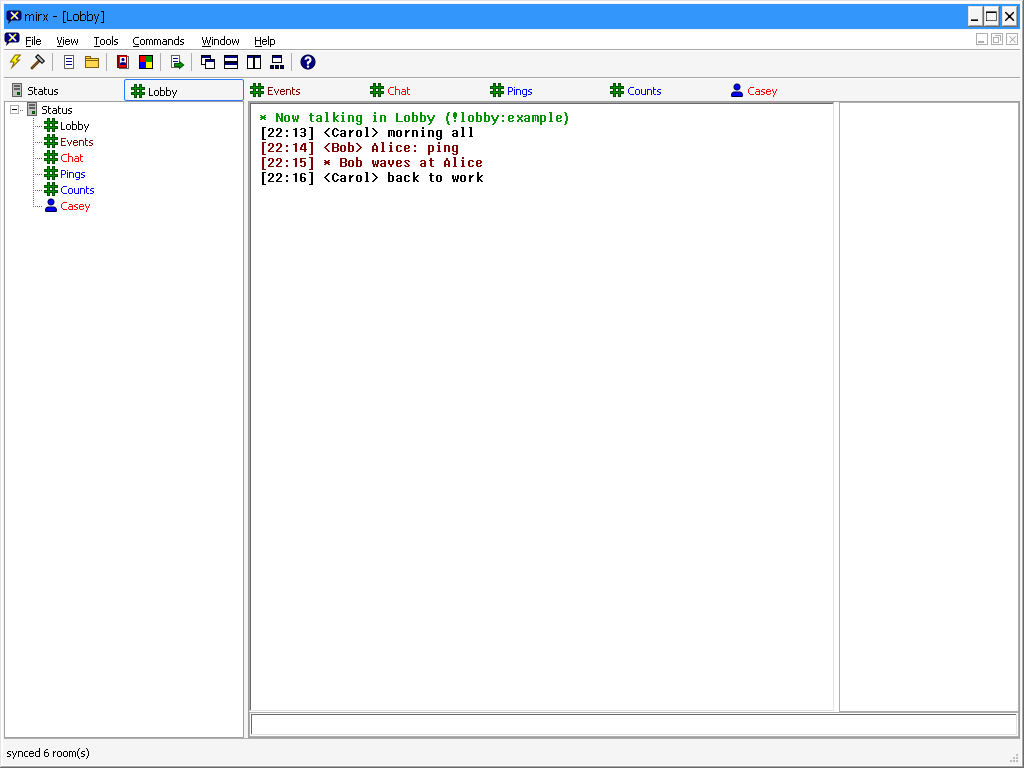 mirx - [Lobby]
File View Tools Commands Window Help
Status Lobby Events Chat Pings Counts Casey
Status
Lobby
Events
Chat
Pings
Counts
Casey
* Now talking in Lobby (!lobby:example)
[22:13] <Carol> morning all
[22:14] <Bob> Alice: ping
[22:15] * Bob waves at Alice
[22:16] <Carol> back to work
synced 6 room(s)